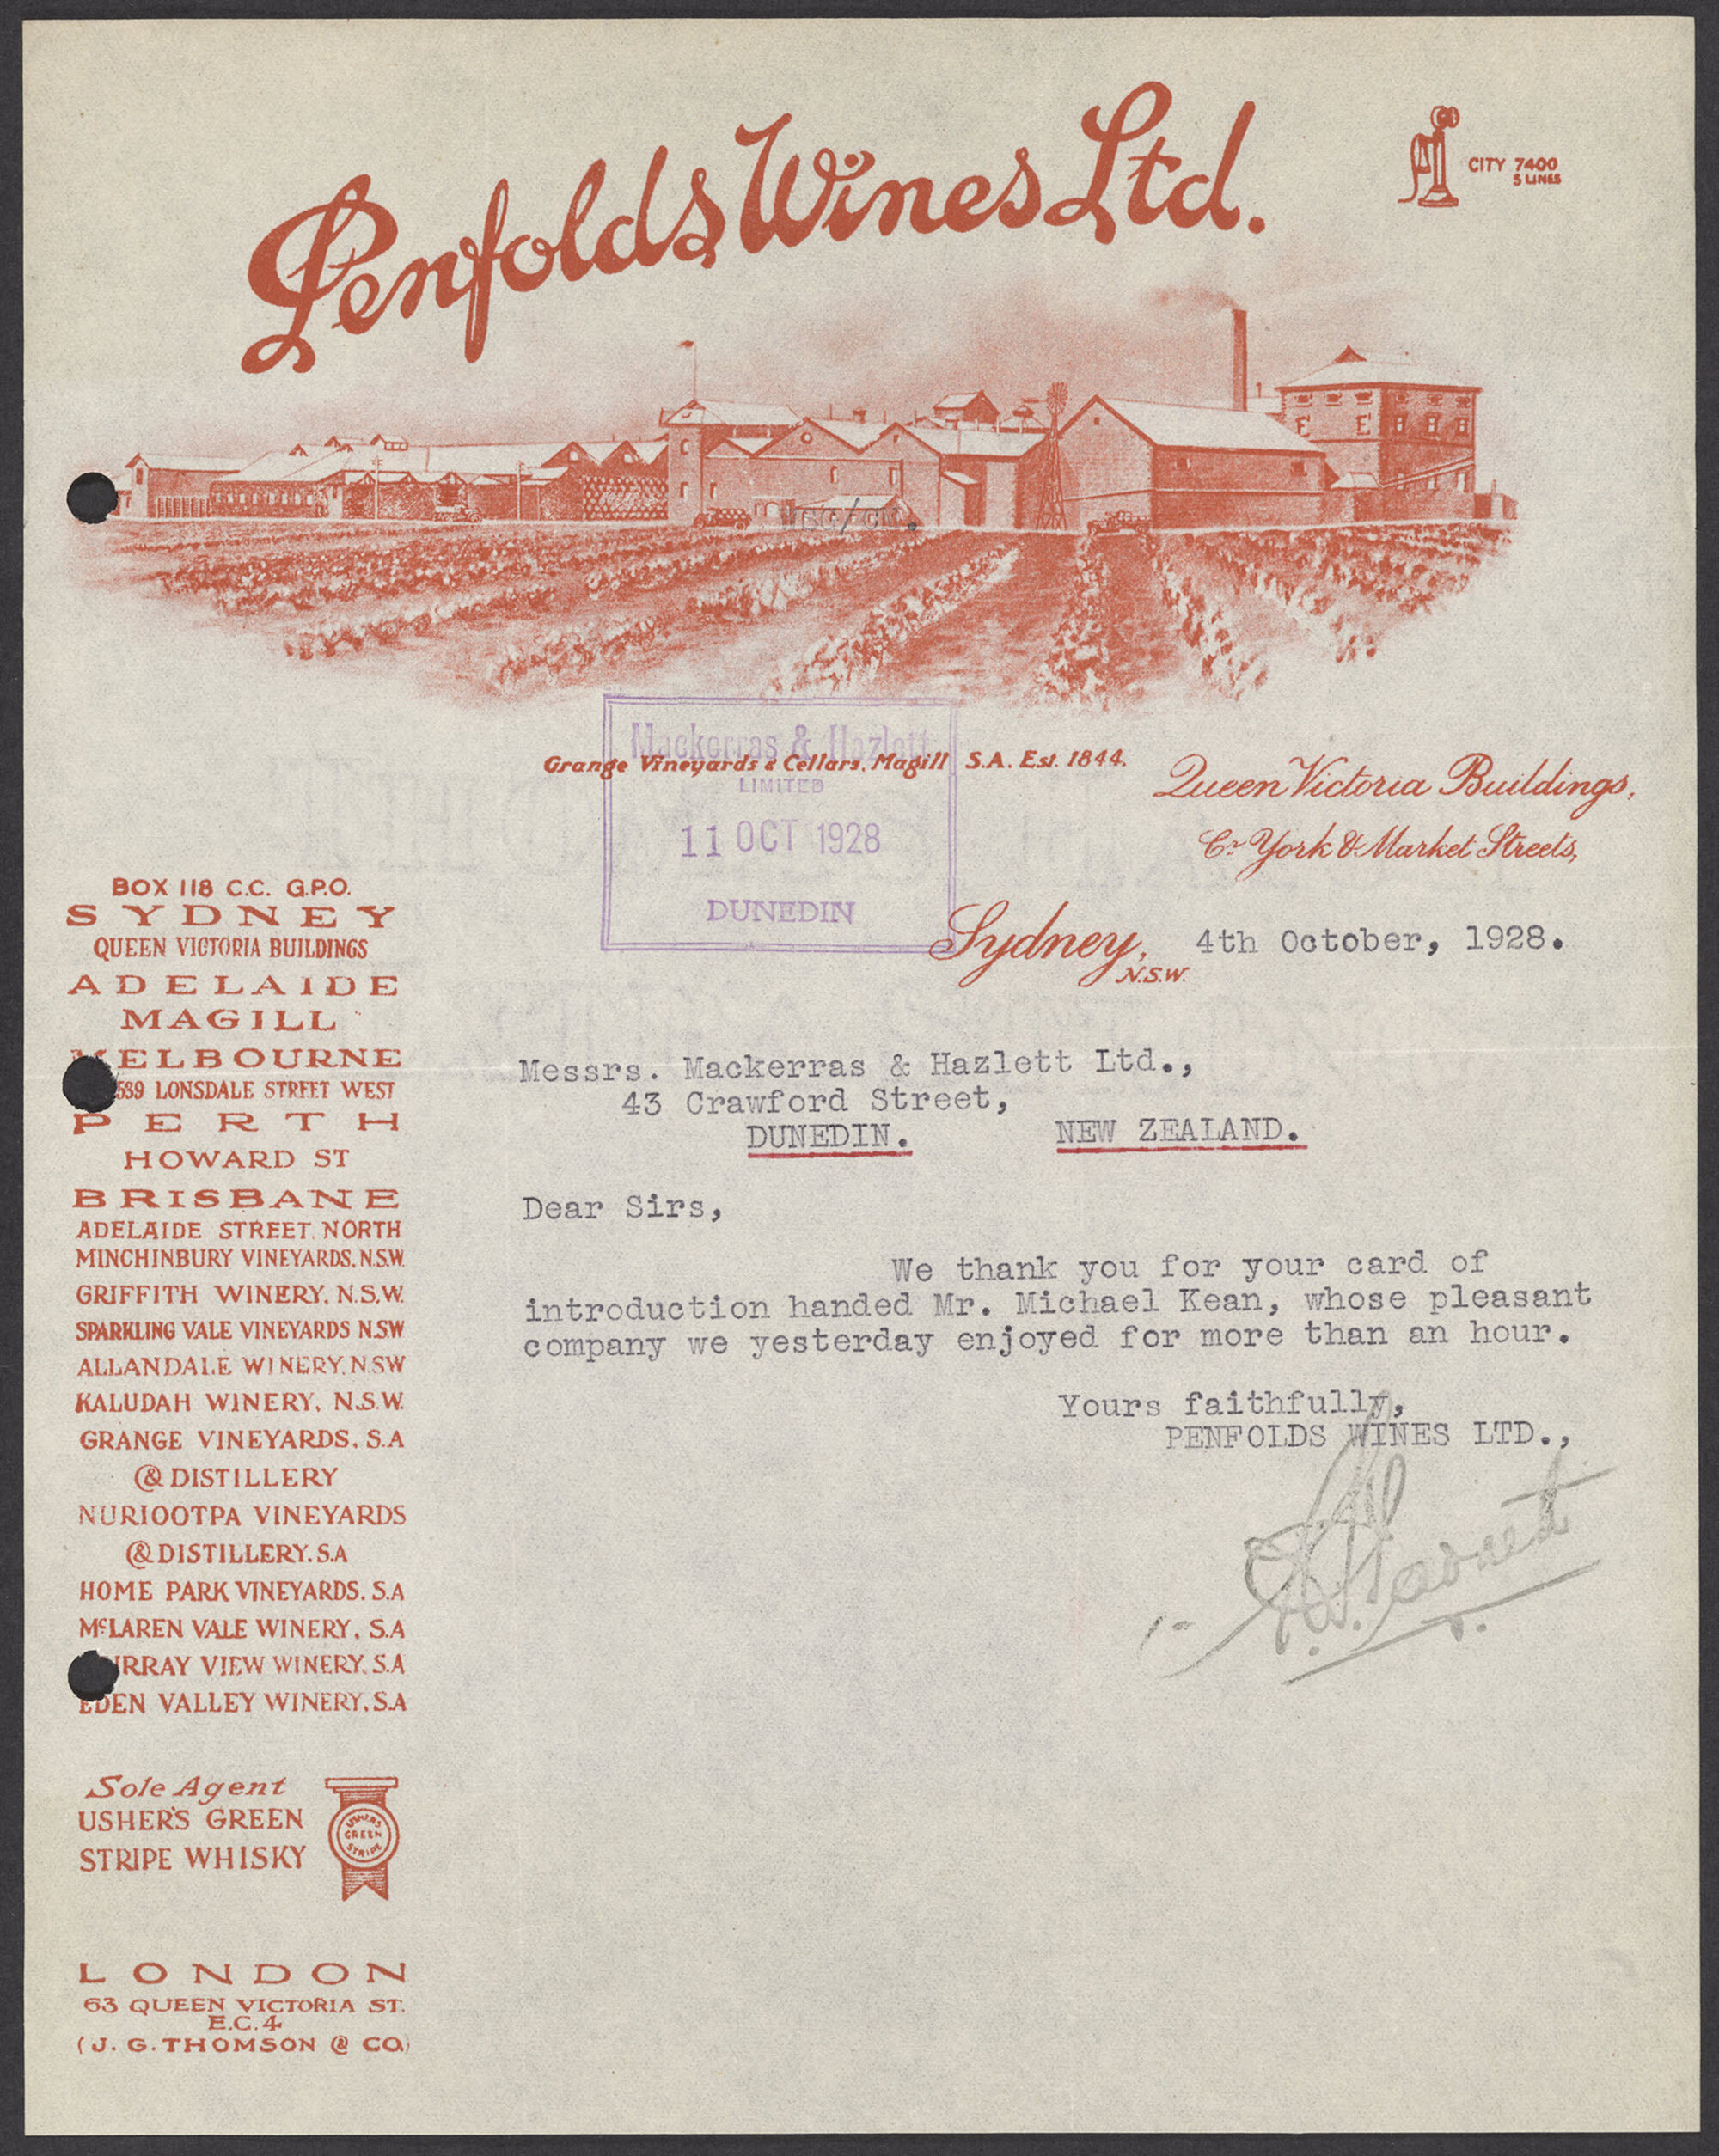 Penfolds Wines Ltd.
CITY 7400
5 LINES
Grange Vineyards & Cellars, Magill S.A. Est. 1844.
Mackerras & Hazlett
LIMITED
11 OCT 1928
DUNEDIN
Queen Victoria Buildings,
Cr York & Market Streets,
Sydney, N.S.W. 4th October, 1928.
BOX 118 C.C. G.P.O.
SYDNEY
QUEEN VICTORIA BUILDINGS
ADELAIDE
MAGILL
MELBOURNE
589 LONSDALE STREET WEST
PERTH
HOWARD ST
BRISBANE
ADELAIDE STREET. NORTH
MINCHINBURY VINEYARDS. N.S.W.
GRIFFITH WINERY, N.S.W.
SPARKLING VALE VINEYARDS N.S.W
ALLANDALE WINERY, N.S.W
KALUDAH WINERY, N.S.W.
GRANGE VINEYARDS, S.A
& DISTILLERY
NURIOOTPA VINEYARDS
& DISTILLERY. S.A
HOME PARK VINEYARDS. S.A
McLAREN VALE WINERY, S.A
MURRAY VIEW WINERY, S.A
EDEN VALLEY WINERY, S.A
Sole Agent
USHER'S GREEN
STRIPE WHISKY
USHERS
GREEN
STRIPE
LONDON
63 QUEEN VICTORIA ST.
E.C.4
(J. G. THOMSON & CO)
Messrs. Mackerras & Hazlett Ltd.,
43 Crawford Street,
DUNEDIN. NEW ZEALAND.
Dear Sirs,
We thank you for your card of
introduction handed Mr. Michael Kean, whose pleasant
company we yesterday enjoyed for more than an hour.
Yours faithfully,
PENFOLDS WINES LTD.,